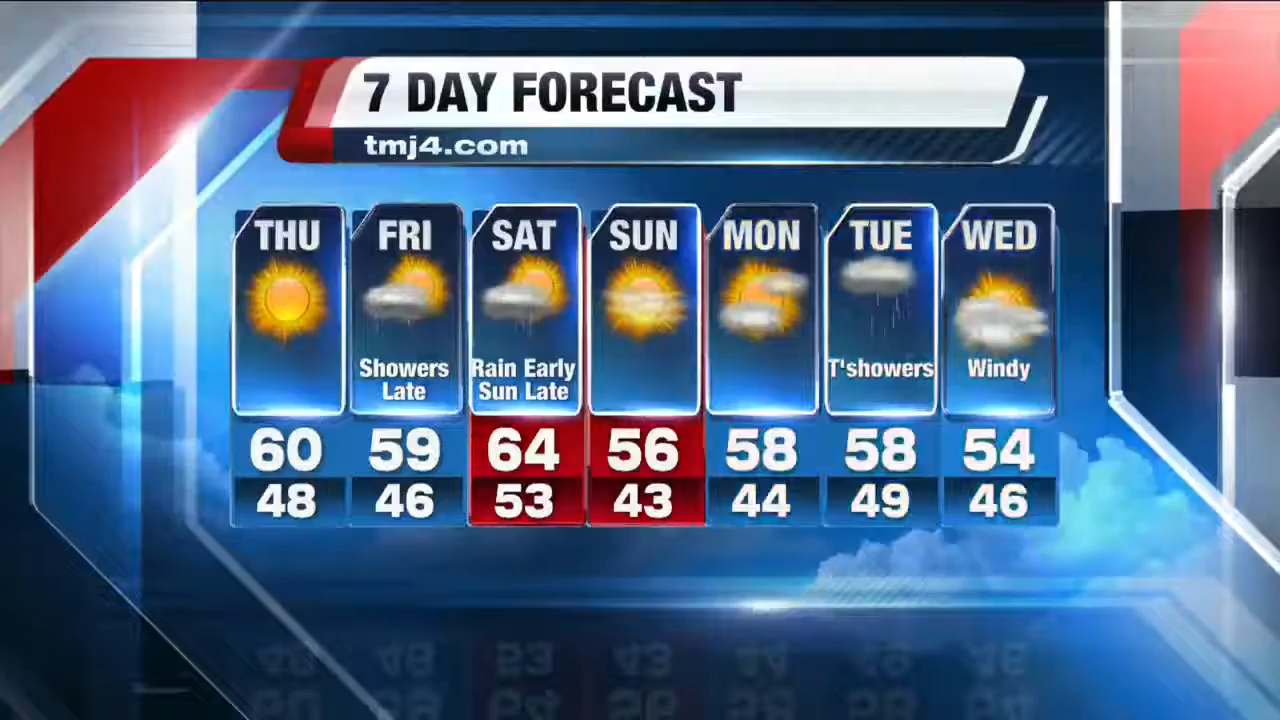 7 DAY FORECAST
tmj4.com
THU FRI SAT SUN MON TUE WED
Showers Late
Rain Early Sun Late
T'showers
Windy
60 59 64 56 58 58 54
48 46 53 43 44 49 46